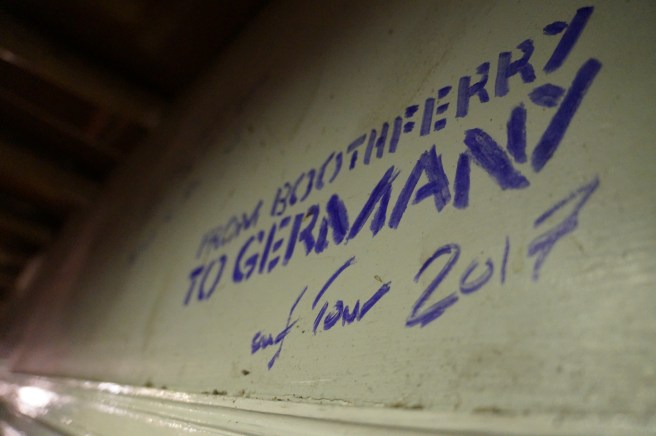 FROM BOOTHFERRY
TO GERMANY
auf Tour 2017